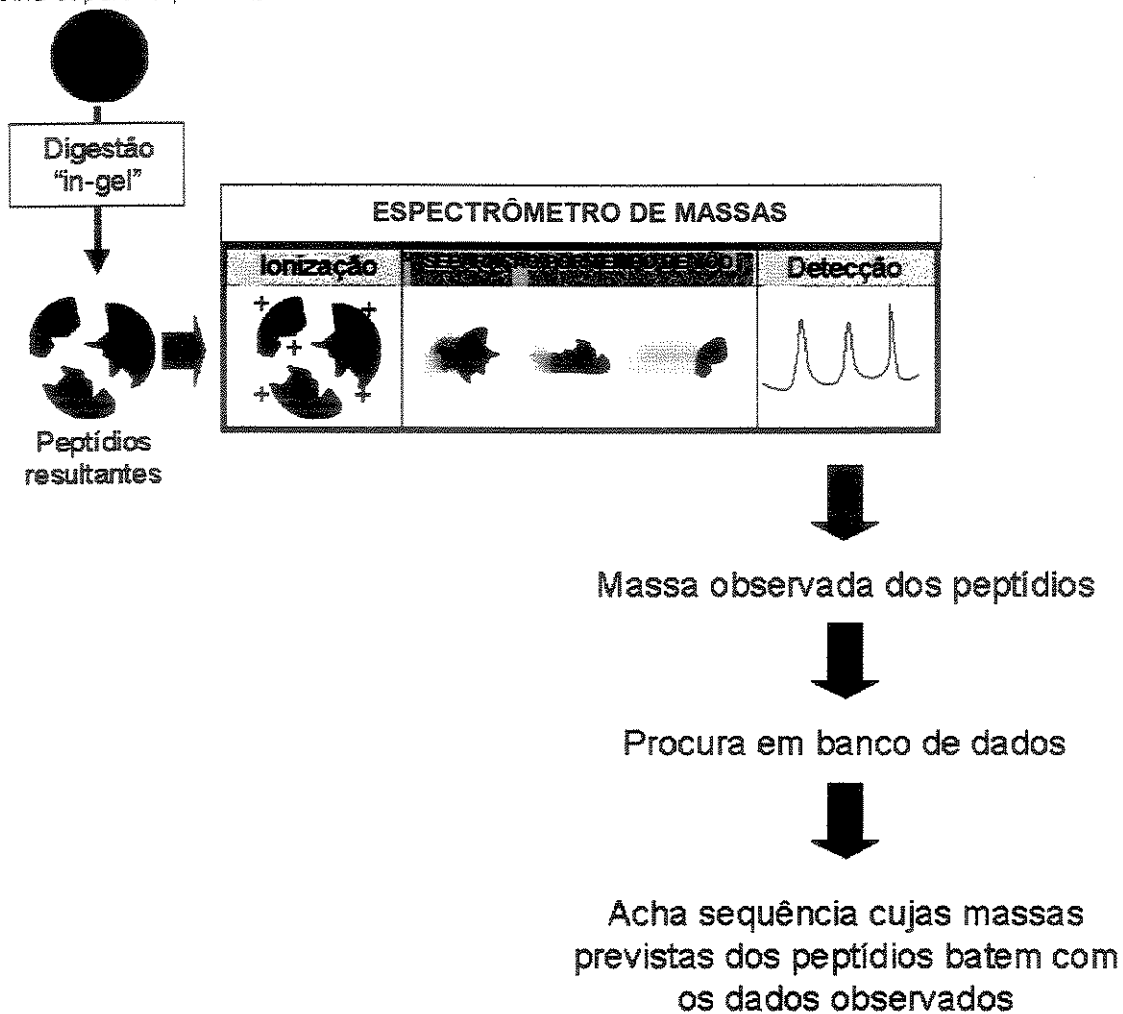 Digestão
"in-gel"
ESPECTRÔMETRO DE MASSAS
Ionização
Detecção
Peptídios
resultantes
Massa observada dos peptídios
Procura em banco de dados
Acha sequência cujas massas
previstas dos peptídios batem com
os dados observados